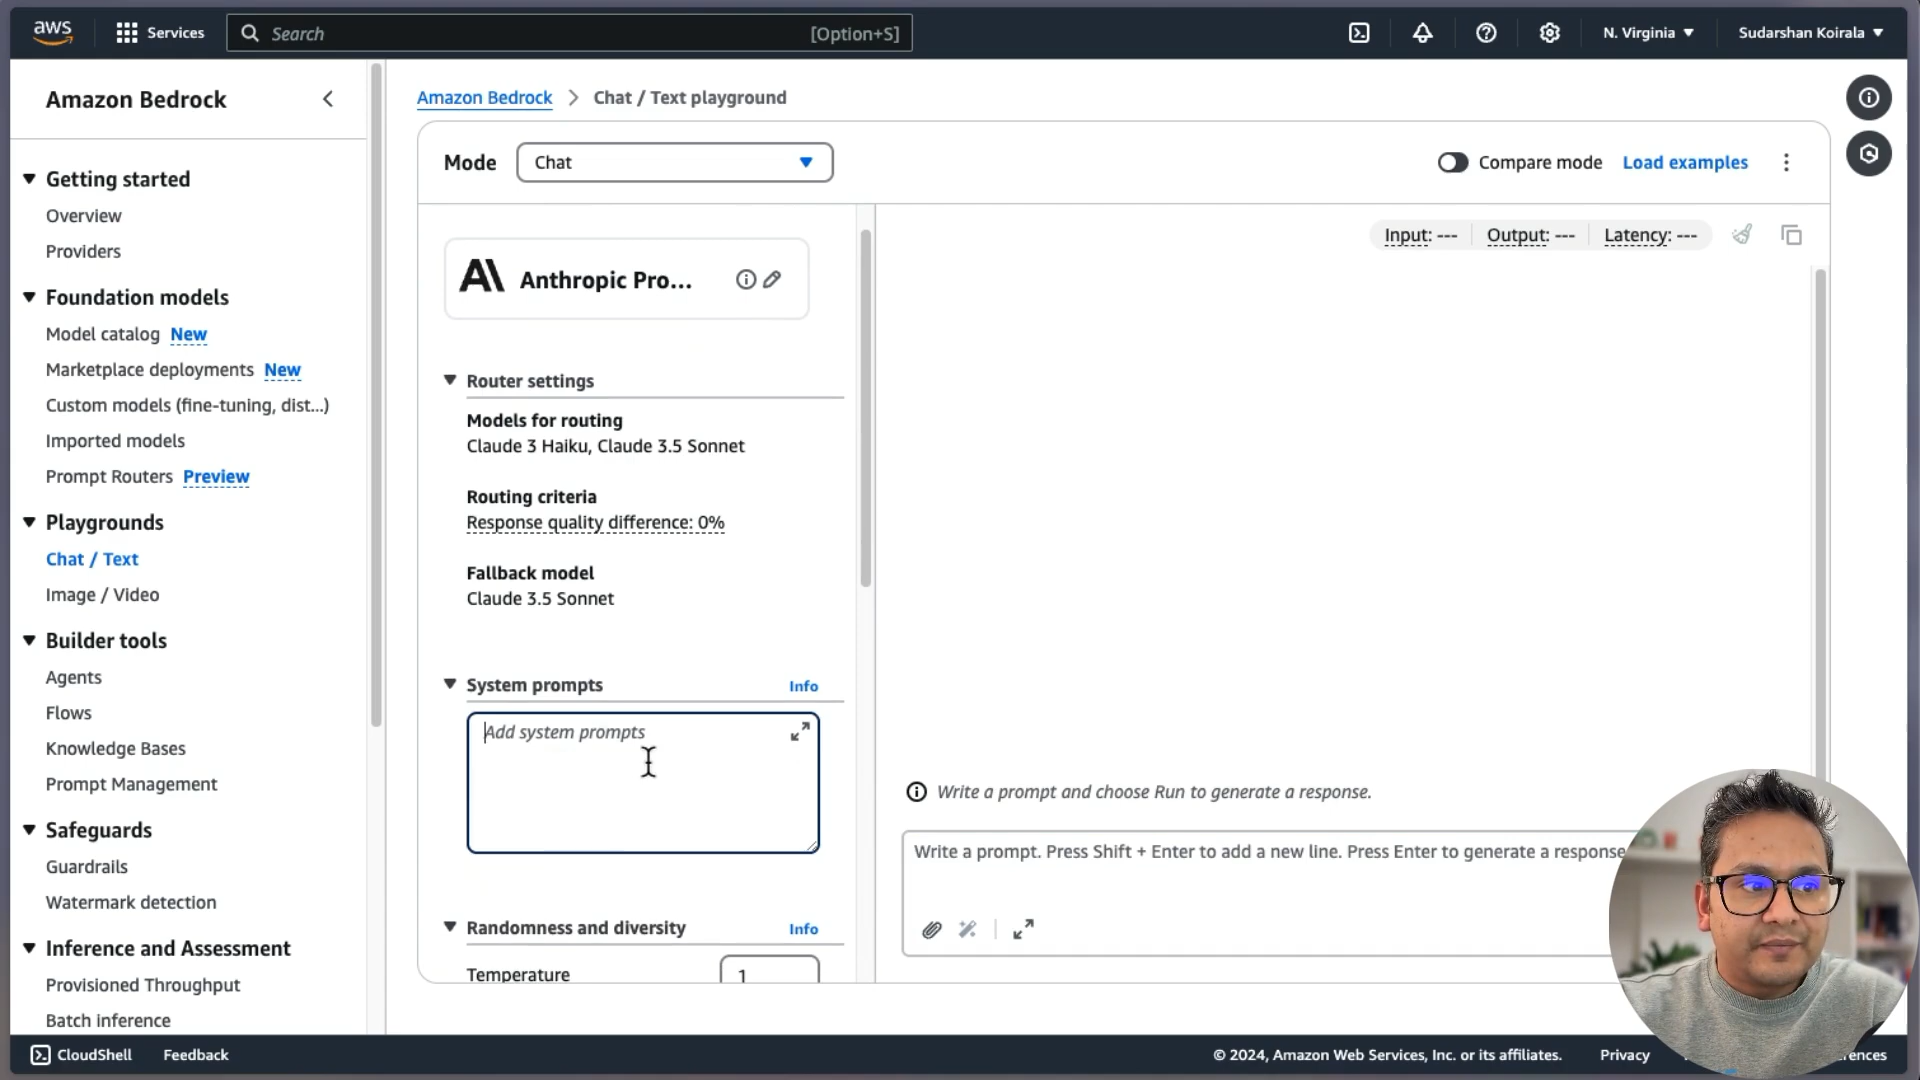 aws
Services
Search
[Option+S]
N. Virginia
Sudarshan Koirala
Amazon Bedrock
Getting started
Overview
Providers
Foundation models
Model catalog New
Marketplace deployments New
Custom models (fine-tuning, dist...)
Imported models
Prompt Routers Preview
Playgrounds
Chat / Text
Image / Video
Builder tools
Agents
Flows
Knowledge Bases
Prompt Management
Safeguards
Guardrails
Watermark detection
Inference and Assessment
Provisioned Throughput
Batch inference
Amazon Bedrock > Chat / Text playground
Mode
Chat
Compare mode
Load examples
Anthropic Pro...
Router settings
Models for routing
Claude 3 Haiku, Claude 3.5 Sonnet
Routing criteria
Response quality difference: 0%
Fallback model
Claude 3.5 Sonnet
System prompts
Info
Add system prompts
Randomness and diversity
Info
Temperature
1
Input: ---
Output: ---
Latency: ---
Write a prompt and choose Run to generate a response.
Write a prompt. Press Shift + Enter to add a new line. Press Enter to generate a response
CloudShell
Feedback
© 2024, Amazon Web Services, Inc. or its affiliates.
Privacy